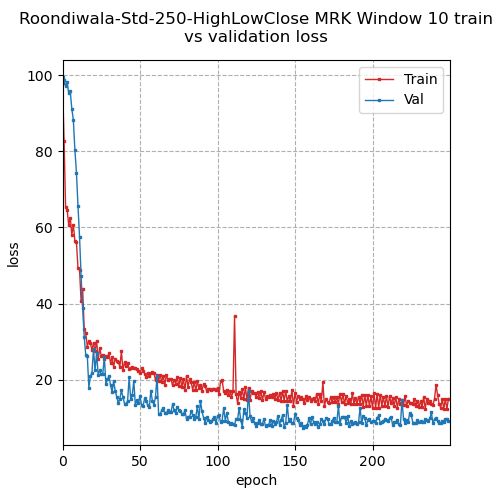 Roondiwala-Std-250-HighLowClose MRK Window 10 train
vs validation loss
Train
Val
100
80
60
40
20
loss
0
50
100
150
200
epoch